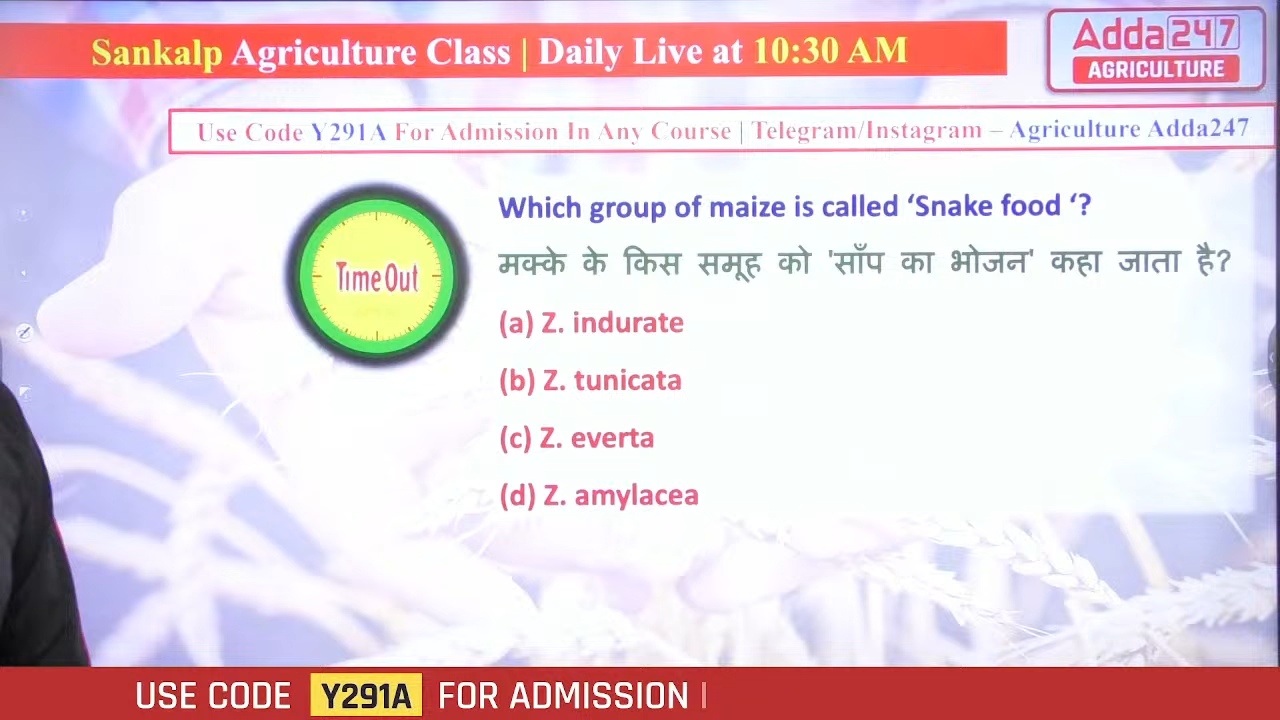 Sankalp Agriculture Class | Daily Live at 10:30 AM
Adda247
AGRICULTURE
Use Code Y291A For Admission In Any Course | Telegram/Instagram – Agriculture Adda247
Time Out
Which group of maize is called ‘Snake food ‘?
मक्के के किस समूह को 'साँप का भोजन' कहा जाता है?
(a) Z. indurate
(b) Z. tunicata
(c) Z. everta
(d) Z. amylacea
USE CODE Y291A FOR ADMISSION